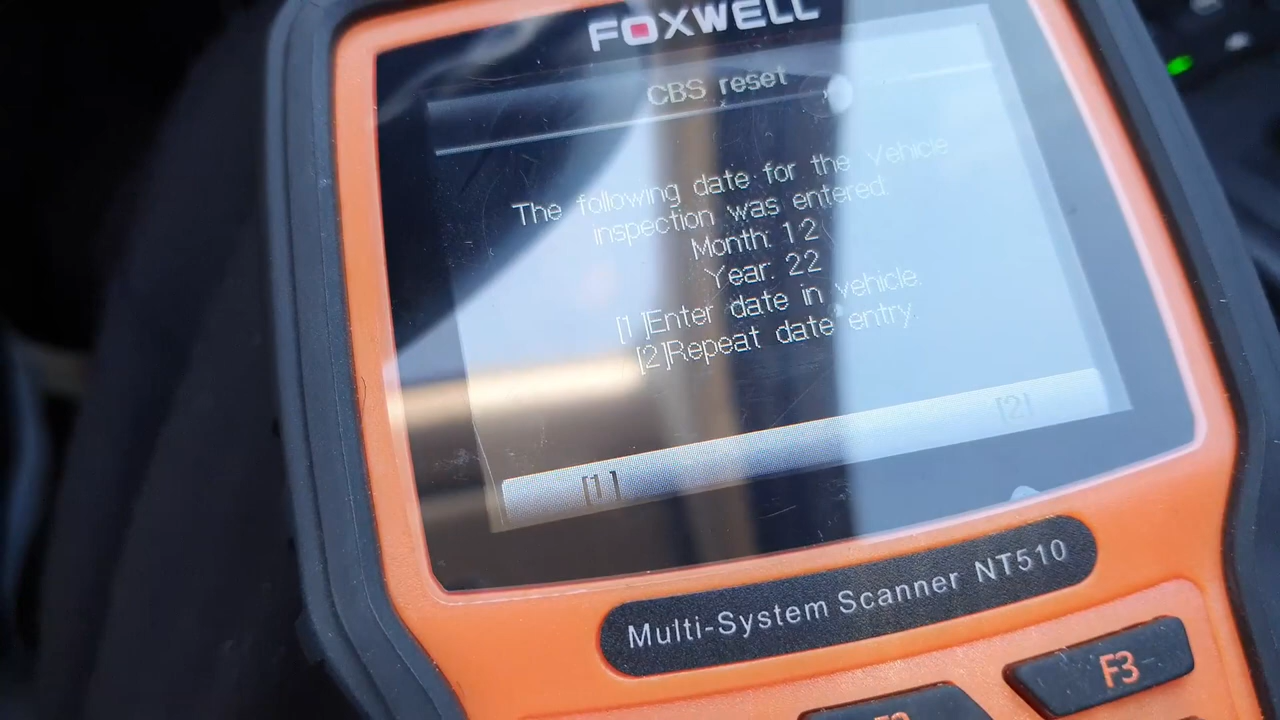 FOXWELL
CBS reset
The following date for the vehicle
inspection was entered:
Month: 12
Year: 22
[1 ]Enter date in vehicle.
[2]Repeat date entry.
[1 ]
[2]
Multi-System Scanner NT510
F3